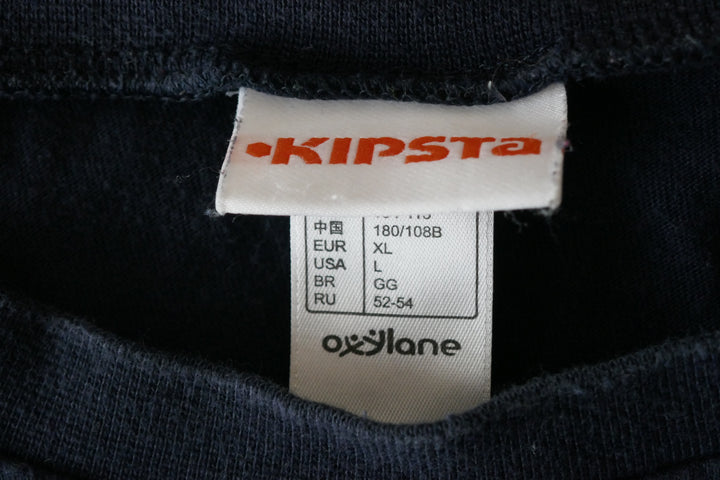 KIPSTA
中国 180/108B
EUR XL
USA L
BR GG
RU 52-54
oxylane